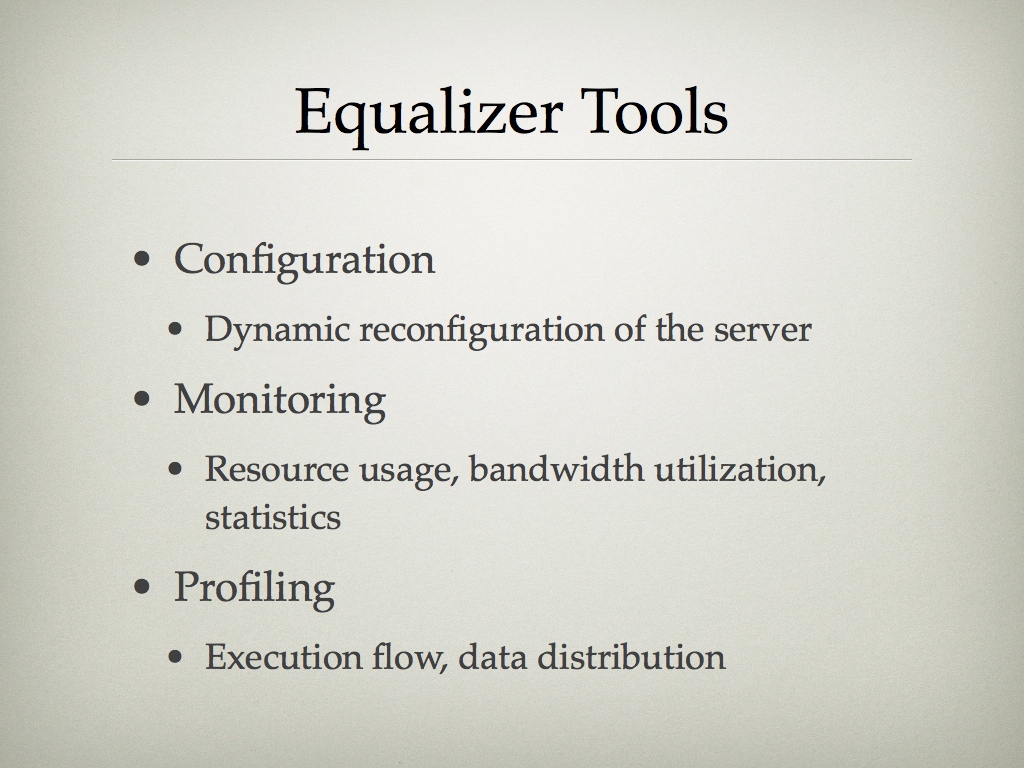 Equalizer Tools
• Configuration
• Dynamic reconfiguration of the server
• Monitoring
• Resource usage, bandwidth utilization,
statistics
• Profiling
• Execution flow, data distribution